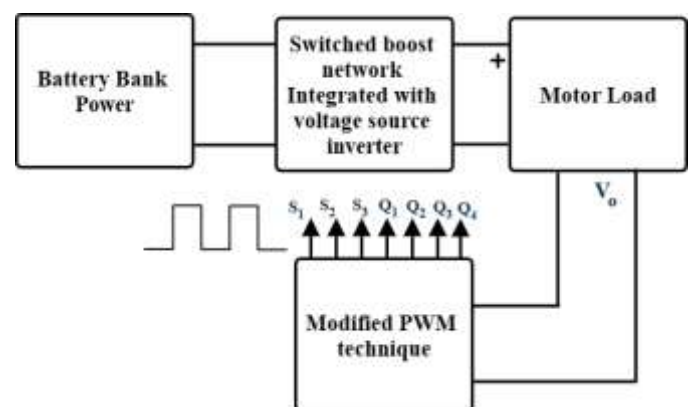 Battery Bank
Power
Switched boost
network
Integrated with
voltage source
inverter
+
Motor Load
Vo
S1 S2 S3 Q1 Q2 Q3 Q4
Modified PWM
technique